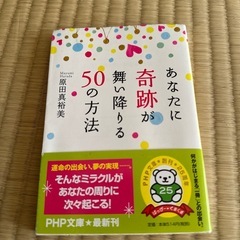 あなたに
奇跡が
舞い降りる
50の方法
原田真裕美
運命の出会い、夢の実現
そんなミラクルが
あなたの周りに
次々起こる!
PHP文庫★最新刊
25